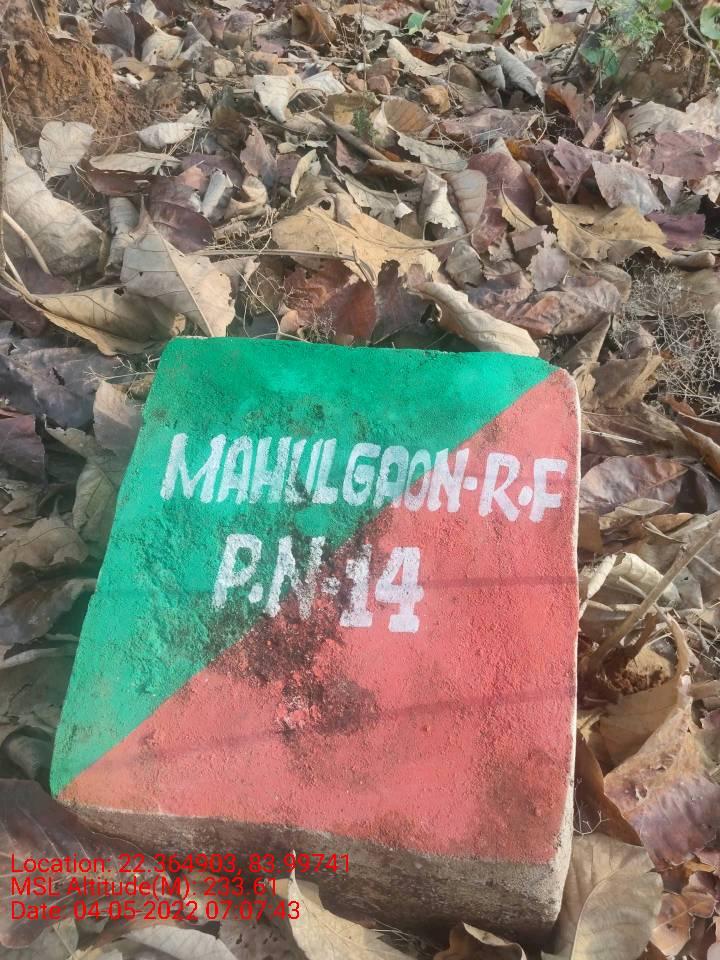 MAHULGAON-R.F
P.N-14
Location: 22.364903, 83.99741
MSL Altitude(M): 233.61
Date: 04-05-2022 07:07:43